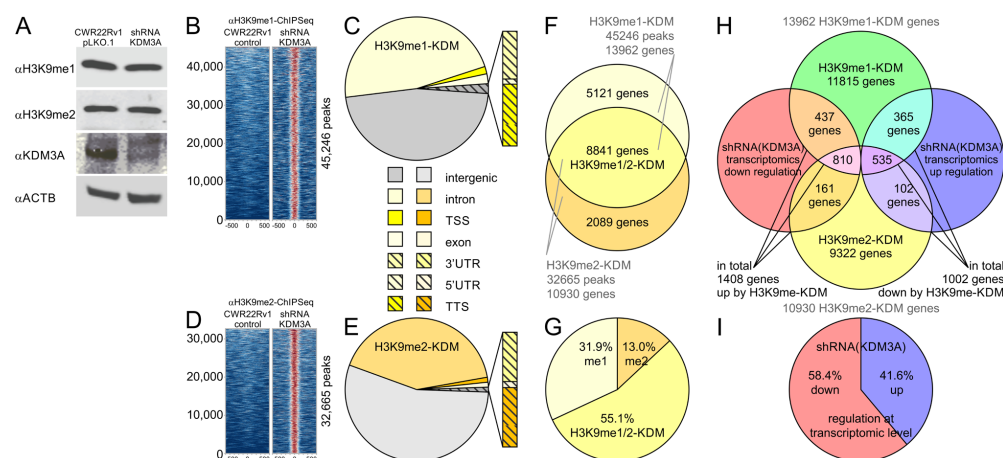 A
CWR22Rv1 shRNA
pLKO.1 KDM3A
αH3K9me1
αH3K9me2
αKDM3A
αACTB
B
αH3K9me1-ChIPSeq
CWR22Rv1 shRNA
control KDM3A
40,000
30,000
20,000
10,000
0
-500 0 500 -500 0 500
45,246 peaks
C
H3K9me1-KDM
intergenic
intron
TSS
exon
3'UTR
5'UTR
TTS
D
αH3K9me2-ChIPSeq
CWR22Rv1 shRNA
control KDM3A
30,000
20,000
10,000
0
-500 0 500 -500 0 500
32,665 peaks
E
H3K9me2-KDM
F
H3K9me1-KDM
45246 peaks
13962 genes
5121 genes
8841 genes
H3K9me1/2-KDM
2089 genes
H3K9me2-KDM
32665 peaks
10930 genes
G
31.9% 13.0%
me1 me2
55.1%
H3K9me1/2-KDM
H
13962 H3K9me1-KDM genes
H3K9me1-KDM
11815 genes
437
genes
365
genes
shRNA(KDM3A)
transcriptomics
down regulation
810
535
shRNA(KDM3A)
transcriptomics
up regulation
161
genes
102
genes
H3K9me2-KDM
9322 genes
in total
1408 genes
up by H3K9me-KDM
in total
1002 genes
down by H3K9me-KDM
10930 H3K9me2-KDM genes
I
shRNA(KDM3A)
58.4% 41.6%
down up
regulation at
transcriptomic level